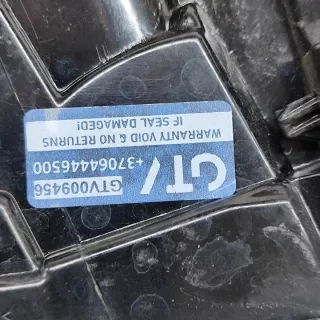 GTV009456
+37064446500
GT/
WARRANTY VOID & NO RETURNS
IF SEAL DAMAGED!